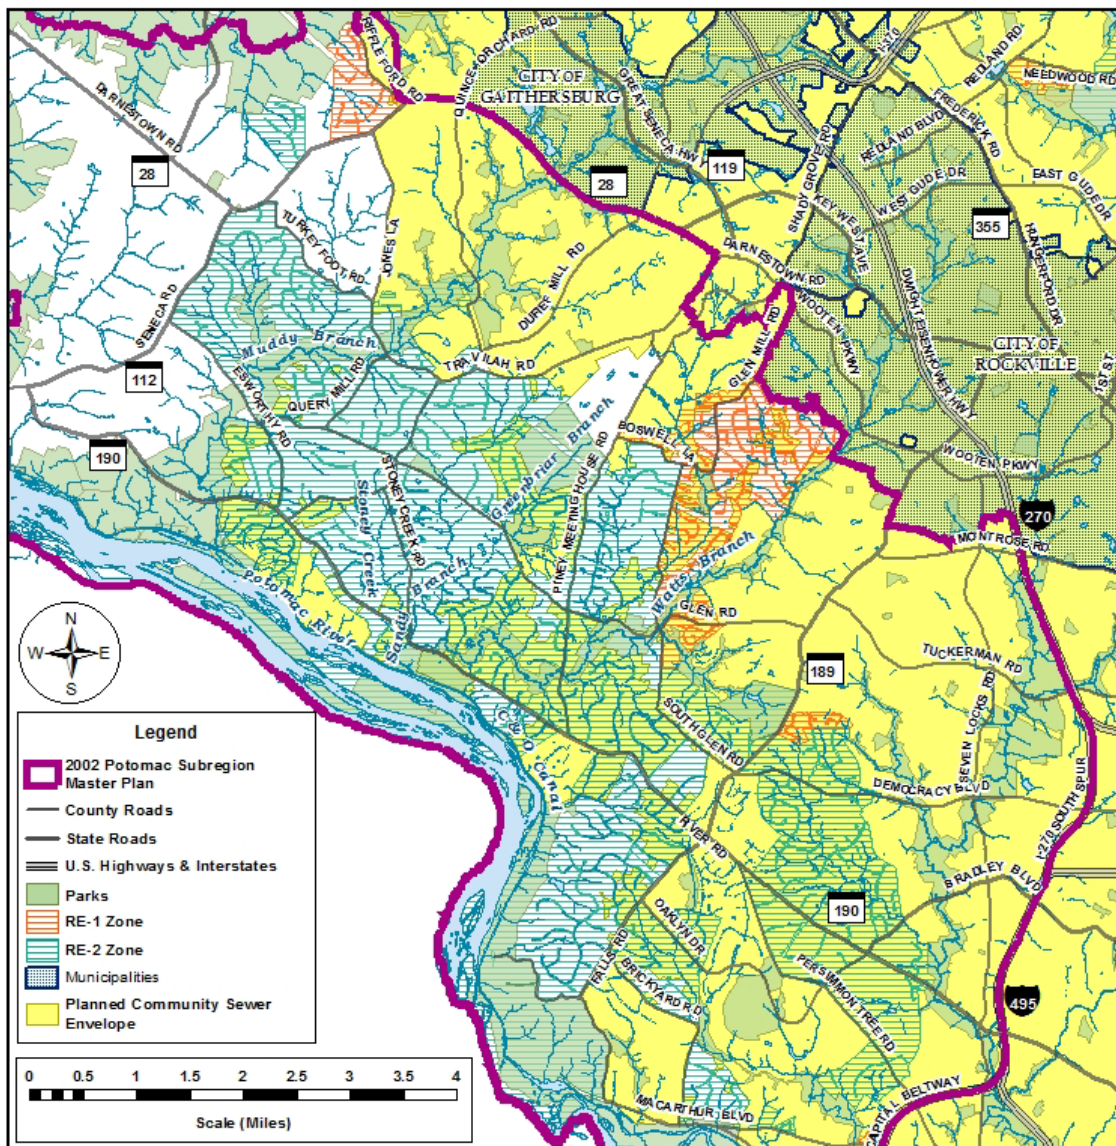 RIFFLEFORD RD
QUINCE ORCHARD RD
CITY OF
GAITHERSBURG
GREAT SENECA HWY
I-370
REDLAND RD
NEEDWOOD RD
FREDERICK RD
REDLAND BLVD
DARNESTOWN RD
28
28
119
SHADY GROVE RD
KEY WEST AVE
WEST GUDE DR
EAST GUDE DR
355
HUNGERFORD DR
TURKEY FOOT RD
JONES LA
DUFIEF MILL RD
DARNESTOWN RD
WOOTEN PKWY
DWIGHT EISENHOWER HWY
CITY OF
ROCKVILLE
1ST ST
SENECA RD
112
Muddy Branch
TRAVILAH RD
GLEN MILL RD
ESWORTHY RD
QUERY MILL RD
BOSWELL LA
190
Greenbriar Branch
PINEY MEETING HOUSE RD
WOOTEN PKWY
270
MONTROSE RD
STONEY CREEK RD
Stoney Creek
Sandy Branch
Watts Branch
Potomac River
GLEN RD
N
W
E
S
189
TUCKERMAN RD
SEVEN LOCKS RD
C & O Canal
SOUTH GLEN RD
DEMOCRACY BLVD
I-270 SOUTH SPUR
RIVER RD
BRADLEY BLVD
190
OAKLYN DR
FALLS RD
BRICKYARD RD
PERSIMMON TREE RD
495
MACARTHUR BLVD
CAPITAL BELTWAY
Legend
2002 Potomac Subregion
Master Plan
County Roads
State Roads
U.S. Highways & Interstates
Parks
RE-1 Zone
RE-2 Zone
Municipalities
Planned Community Sewer
Envelope
0 0.5 1 1.5 2 2.5 3 3.5 4
Scale (Miles)